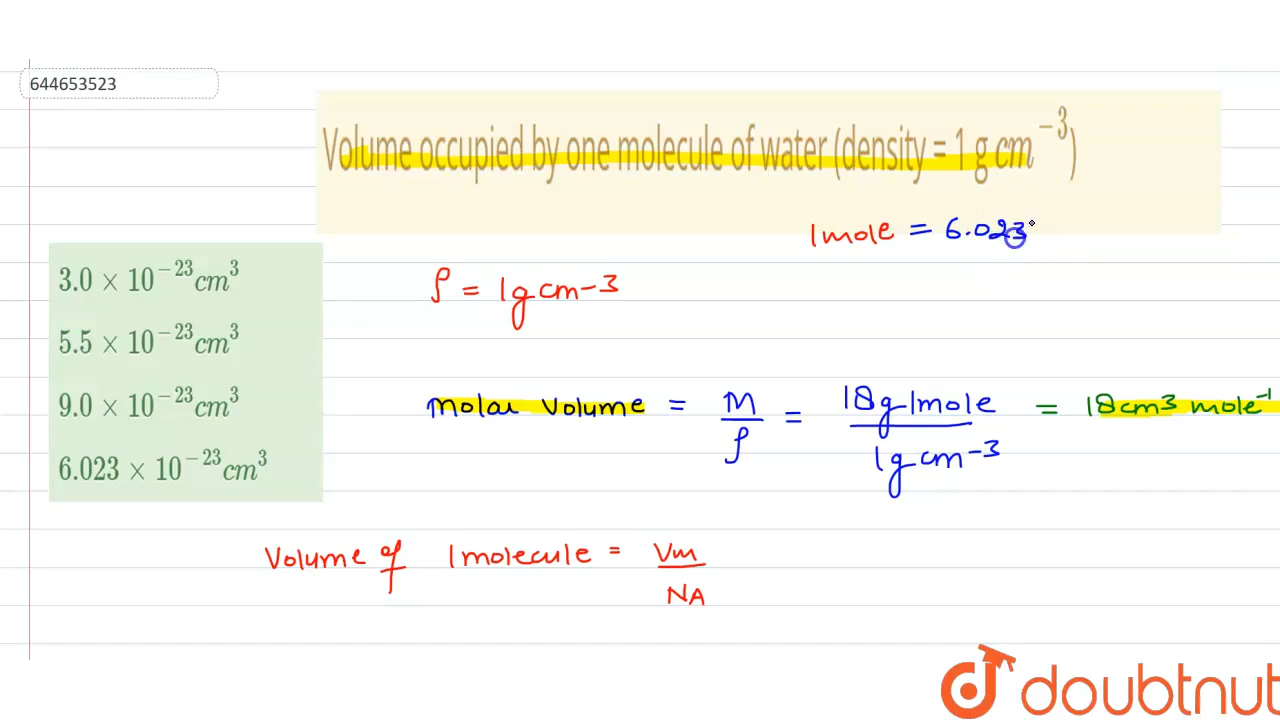 644653523
Volume occupied by one molecule of water (density = 1 g cm⁻³)
1mole = 6.023
3.0 × 10⁻²³cm³
5.5 × 10⁻²³cm³
9.0 × 10⁻²³cm³
6.023 × 10⁻²³cm³
ρ = 1g cm-3
molar volume = M/ρ = 18g/mole / 1g cm-3 = 18cm3 mole⁻¹
Volume of 1molecule = Vm/NA
doubtnut